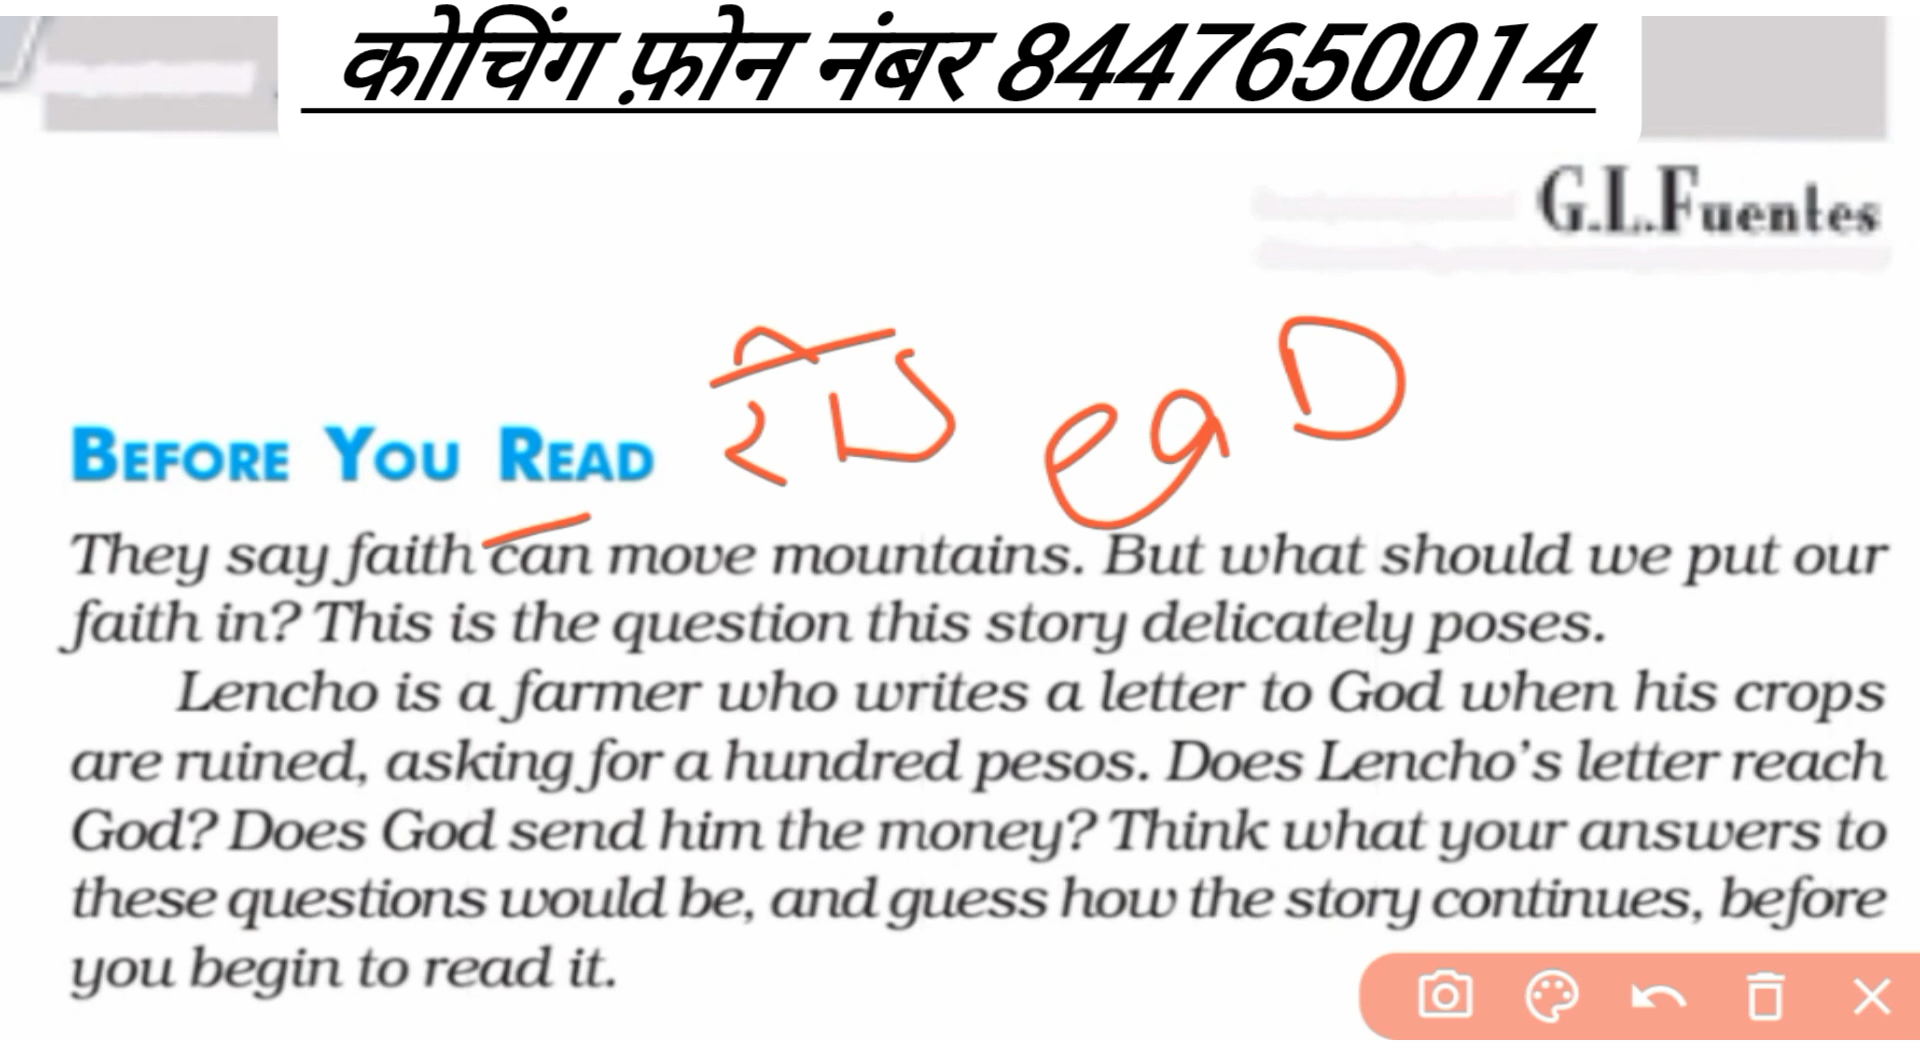 कोचिंग फ़ोन नंबर 8447650014
G.L.Fuentes
BEFORE YOU READ
They say faith can move mountains. But what should we put our
faith in? This is the question this story delicately poses.
Lencho is a farmer who writes a letter to God when his crops
are ruined, asking for a hundred pesos. Does Lencho's letter reach
God? Does God send him the money? Think what your answers to
these questions would be, and guess how the story continues, before
you begin to read it.